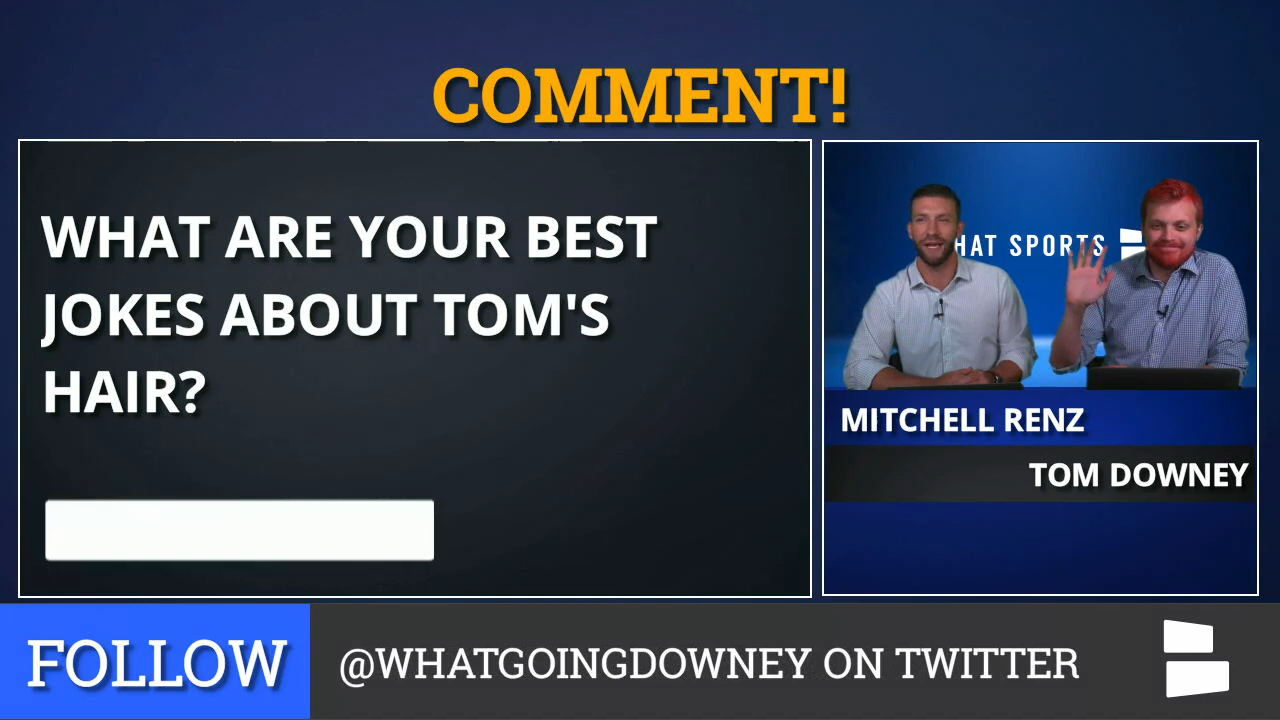 COMMENT!
WHAT ARE YOUR BEST
JOKES ABOUT TOM'S
HAIR?
HAT SPORTS
MITCHELL RENZ
TOM DOWNEY
FOLLOW
@WHATGOINGDOWNEY ON TWITTER